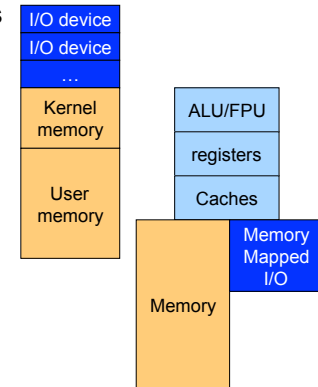 s
I/O device
I/O device
...
Kernel
memory
User
memory
ALU/FPU
registers
Caches
Memory
Memory
Mapped
I/O